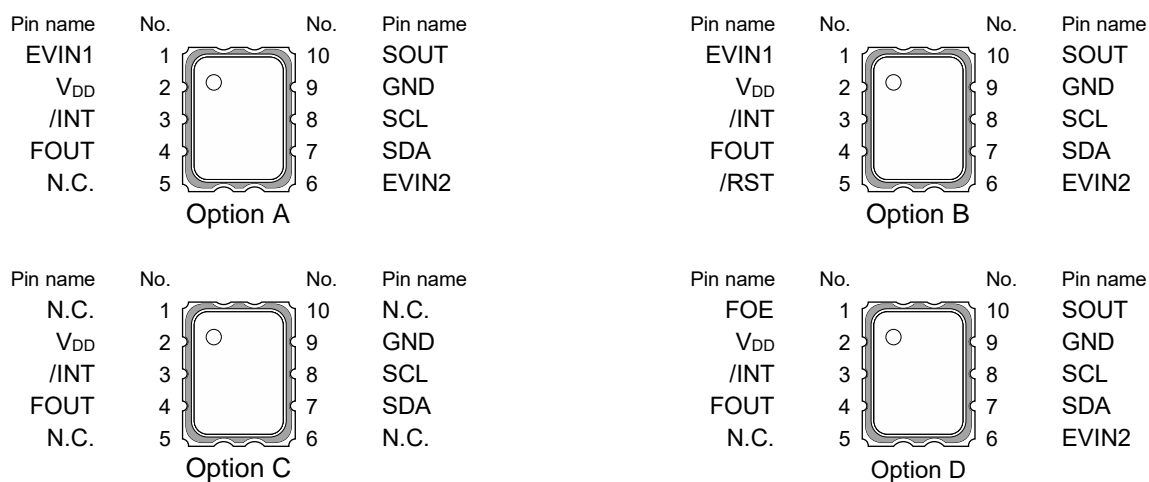 Pin name No. No. Pin name
EVIN1 1 10 SOUT
VDD 2 9 GND
/INT 3 8 SCL
FOUT 4 7 SDA
N.C. 5 6 EVIN2
Option A
Pin name No. No. Pin name
EVIN1 1 10 SOUT
VDD 2 9 GND
/INT 3 8 SCL
FOUT 4 7 SDA
/RST 5 6 EVIN2
Option B
Pin name No. No. Pin name
N.C. 1 10 N.C.
VDD 2 9 GND
/INT 3 8 SCL
FOUT 4 7 SDA
N.C. 5 6 N.C.
Option C
Pin name No. No. Pin name
FOE 1 10 SOUT
VDD 2 9 GND
/INT 3 8 SCL
FOUT 4 7 SDA
N.C. 5 6 EVIN2
Option D